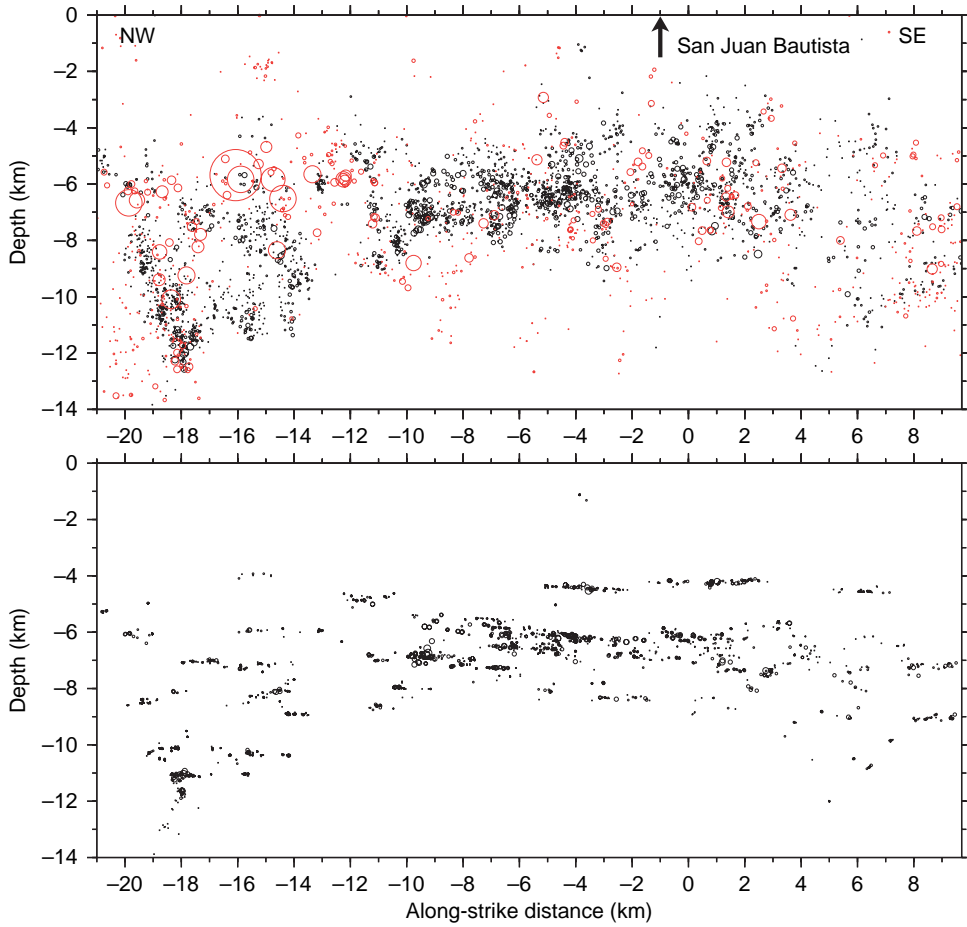 0
−2
−4
−6
−8
−10
−12
−14
Depth (km)
NW
San Juan Bautista
SE
−20 −18 −16 −14 −12 −10 −8 −6 −4 −2 0 2 4 6 8
0
−2
−4
−6
−8
−10
−12
−14
Depth (km)
−20 −18 −16 −14 −12 −10 −8 −6 −4 −2 0 2 4 6 8
Along-strike distance (km)